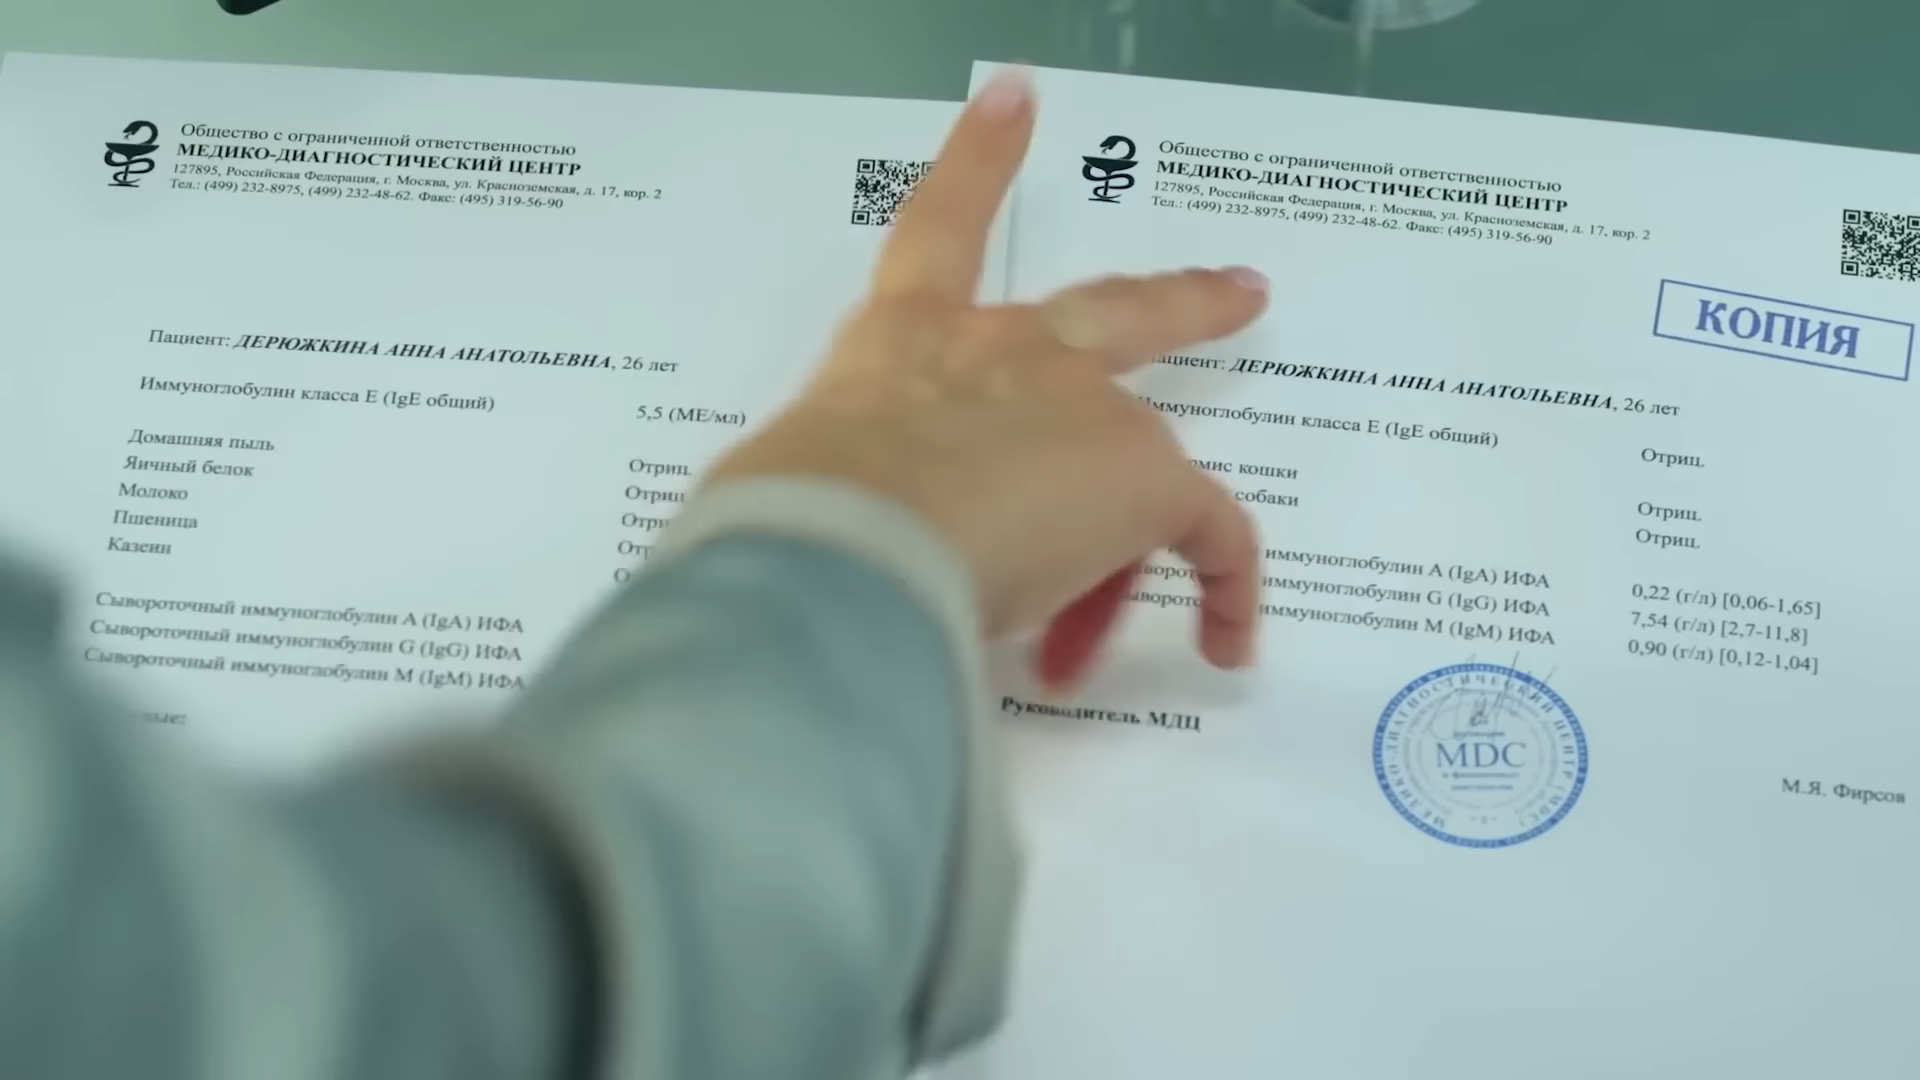 Общество с ограниченной ответственностью
МЕДИКО-ДИАГНОСТИЧЕСКИЙ ЦЕНТР
127895, Российская Федерация, г. Москва, ул. Красноземская, д. 17, кор. 2
Тел.: (499) 232-8975, (499) 232-48-62. Факс: (495) 319-56-90
Пациент: ДЕРЮЖКИНА АННА АНАТОЛЬЕВНА, 26 лет
Иммуноглобулин класса Е (IgE общий) 5,5 (МЕ/мл)
Домашняя пыль Отриц.
Яичный белок Отриц
Молоко
Пшеница
Казеин
Сывороточный иммуноглобулин А (IgA) ИФА
Сывороточный иммуноглобулин G (IgG) ИФА
Сывороточный иммуноглобулин М (IgM) ИФА
Общество с ограниченной ответственностью
МЕДИКО-ДИАГНОСТИЧЕСКИЙ ЦЕНТР
127895, Российская Федерация, г. Москва, ул. Красноземская, д. 17, кор. 2
Тел.: (499) 232-8975, (499) 232-48-62. Факс: (495) 319-56-90
КОПИЯ
ДЕРЮЖКИНА АННА АНАТОЛЬЕВНА, 26 лет
Иммуноглобулин класса Е (IgE общий) Отриц.
кошки Отриц.
собаки Отриц.
иммуноглобулин А (IgA) ИФА 0,22 (г/л) [0,06-1,65]
иммуноглобулин G (IgG) ИФА 7,54 (г/л) [2,7-11,8]
иммуноглобулин М (IgM) ИФА 0,90 (г/л) [0,12-1,04]
Руководитель МДЦ
МЕДИКО-ДИАГНОСТИЧЕСКИЙ ЦЕНТР (MDC)
MDC
М.Я. Фирсов